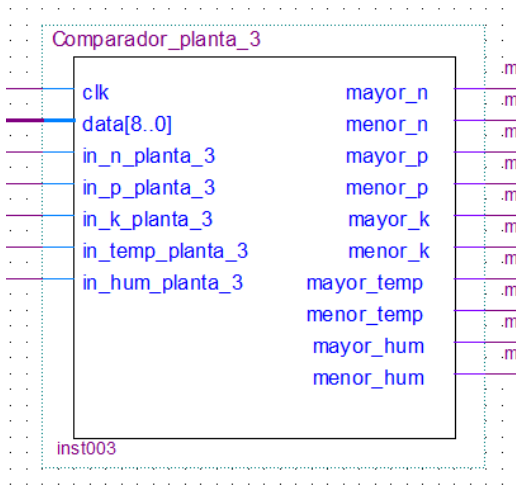 Comparador_planta_3
clk mayor_n
data[8..0] menor_n
in_n_planta_3 mayor_p
in_p_planta_3 menor_p
in_k_planta_3 mayor_k
in_temp_planta_3 menor_k
in_hum_planta_3 mayor_temp
menor_temp
mayor_hum
menor_hum
inst003